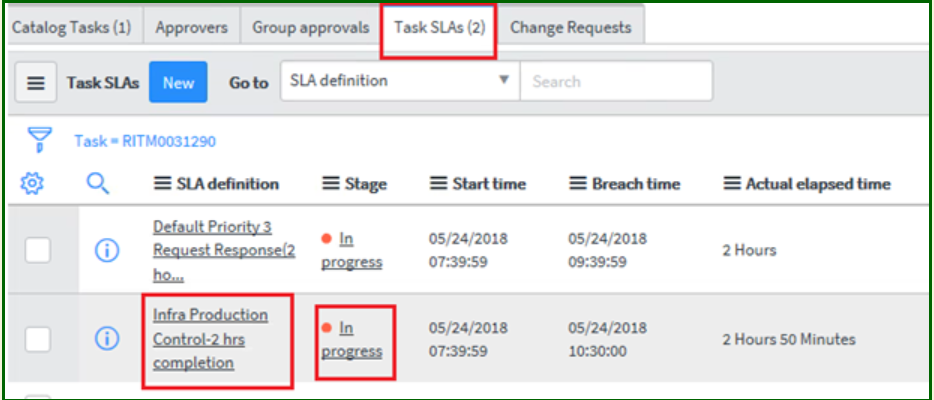 Catalog Tasks (1) Approvers Group approvals Task SLAs (2) Change Requests
Task SLAs New Go to SLA definition Search
Task = RITM0031290
SLA definition Stage Start time Breach time Actual elapsed time
Default Priority 3
Request Response(2
ho...
In
progress
05/24/2018
07:39:59
05/24/2018
09:39:59
2 Hours
Infra Production
Control-2 hrs
completion
In
progress
05/24/2018
07:39:59
05/24/2018
10:30:00
2 Hours 50 Minutes